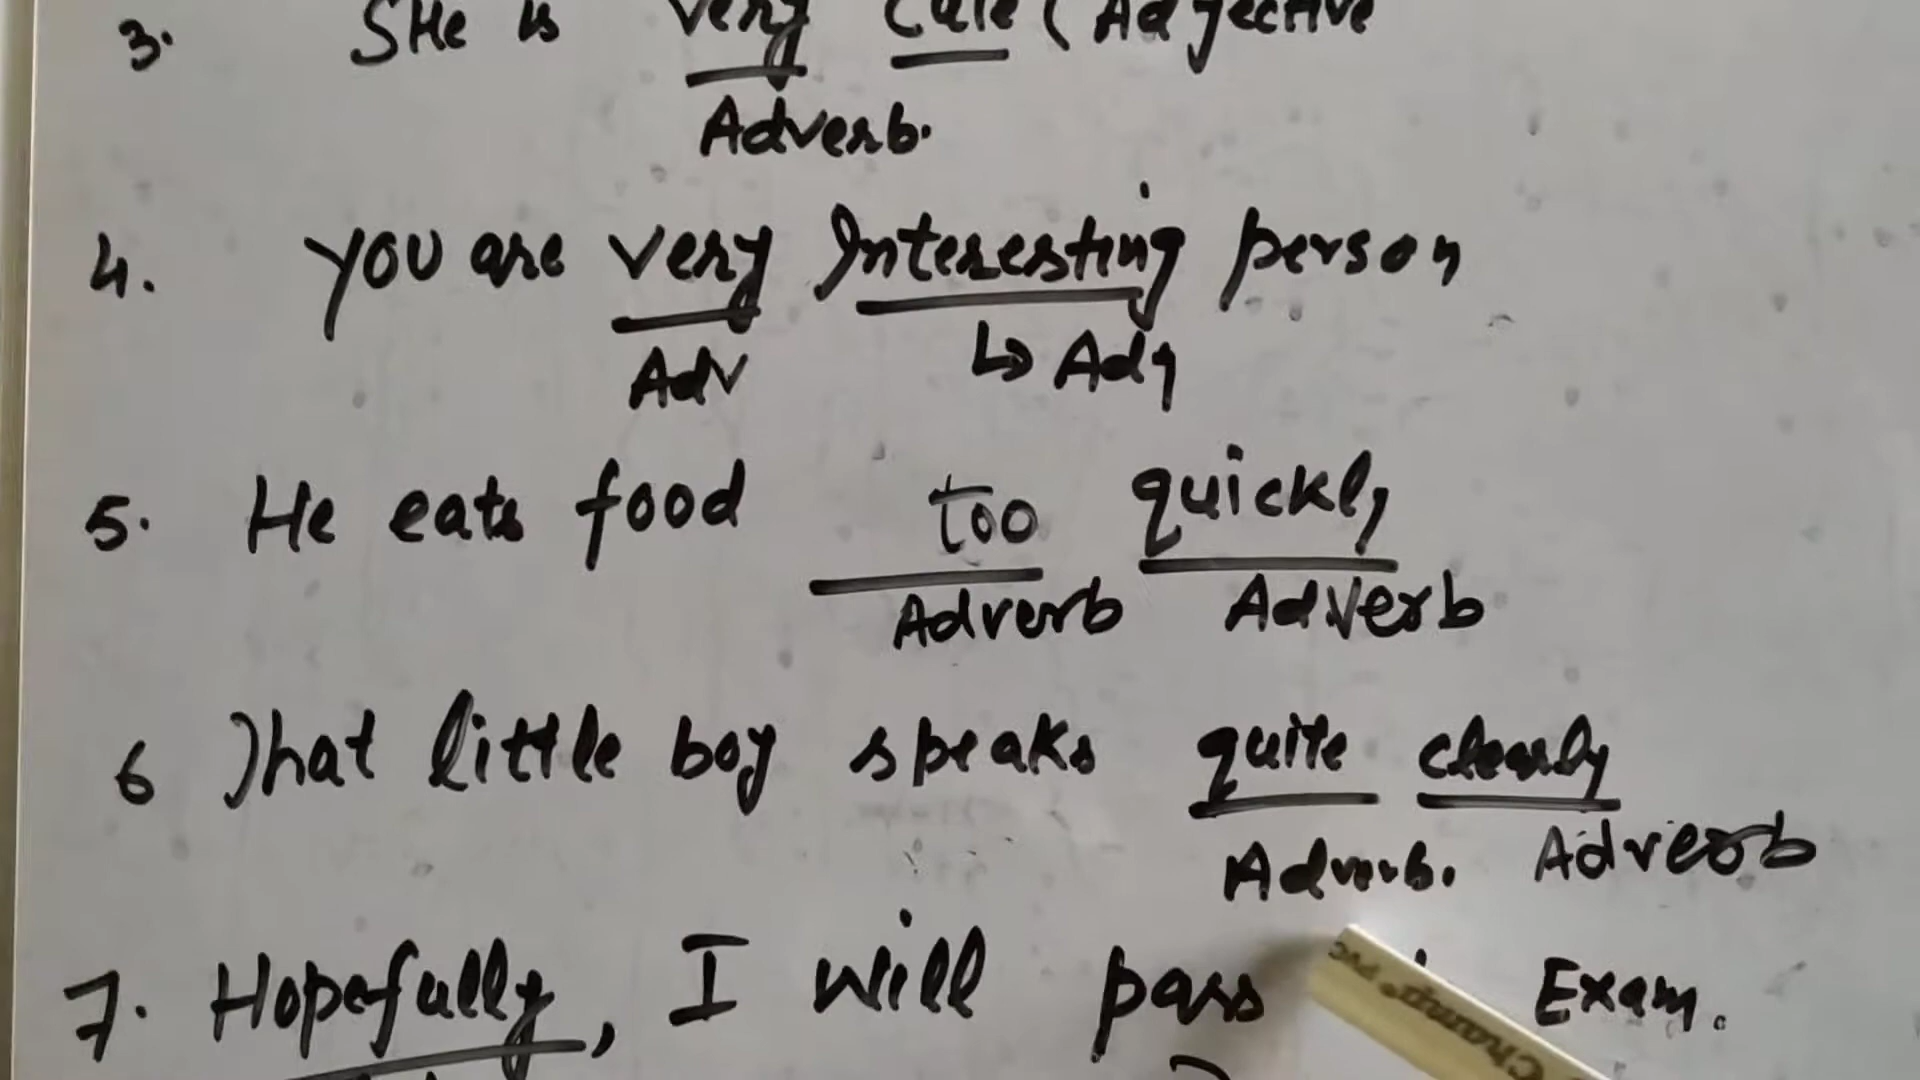 3. SHe is very cute (Adjective
Adverb.
4. You are very Interesting person
Adv ↳ Adj
5. He eats food too quickly
Adverb Adverb
6 That little boy speaks quite clearly
Adverb. Adverb
7. Hopefully, I will pass Exam.
PVC